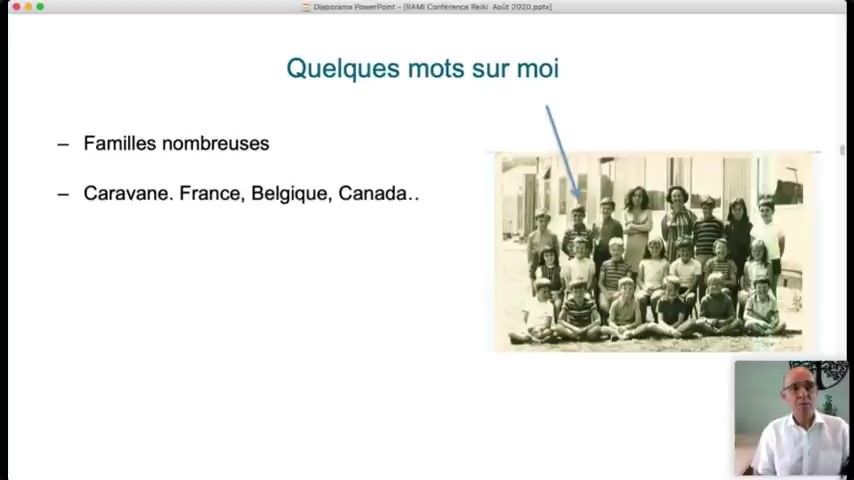 Diaporama PowerPoint - [RAMI Conférence Reiki Août 2020.pptx]
Quelques mots sur moi
– Familles nombreuses
– Caravane. France, Belgique, Canada..